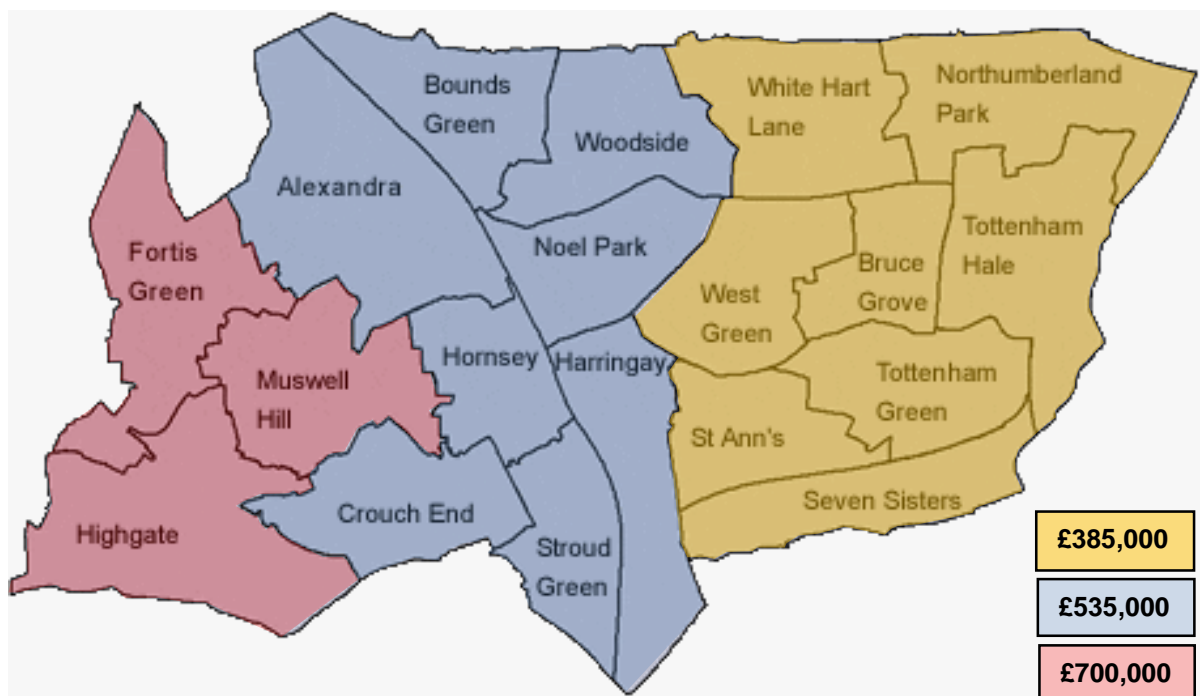 Bounds
Green
Woodside
White Hart
Lane
Northumberland
Park
Alexandra
Fortis
Green
Noel Park
West
Green
Bruce
Grove
Tottenham
Hale
Muswell
Hill
Hornsey
Harringay
Tottenham
Green
St Ann's
Seven Sisters
Highgate
Crouch End
Stroud
Green
£385,000
£535,000
£700,000